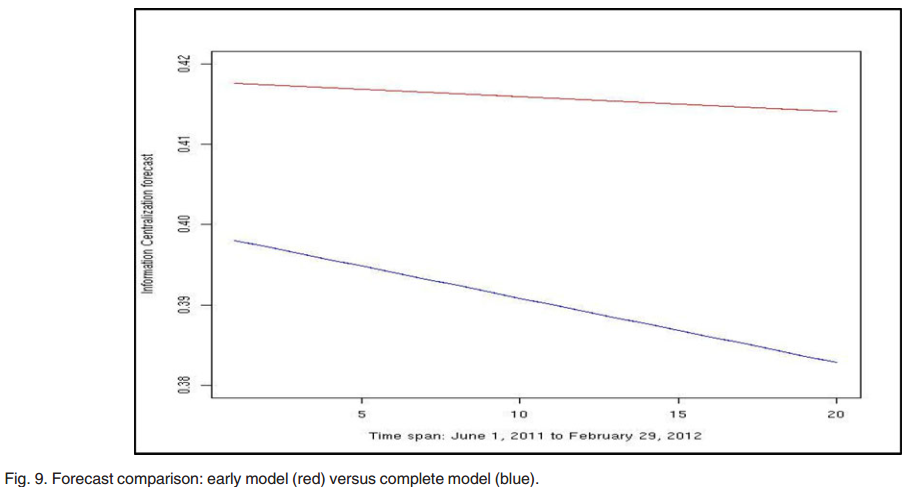 0.42
0.41
0.40
0.39
0.38
Information Centralization forecast
5 10 15 20
Time span: June 1, 2011 to February 29, 2012
Fig. 9. Forecast comparison: early model (red) versus complete model (blue).